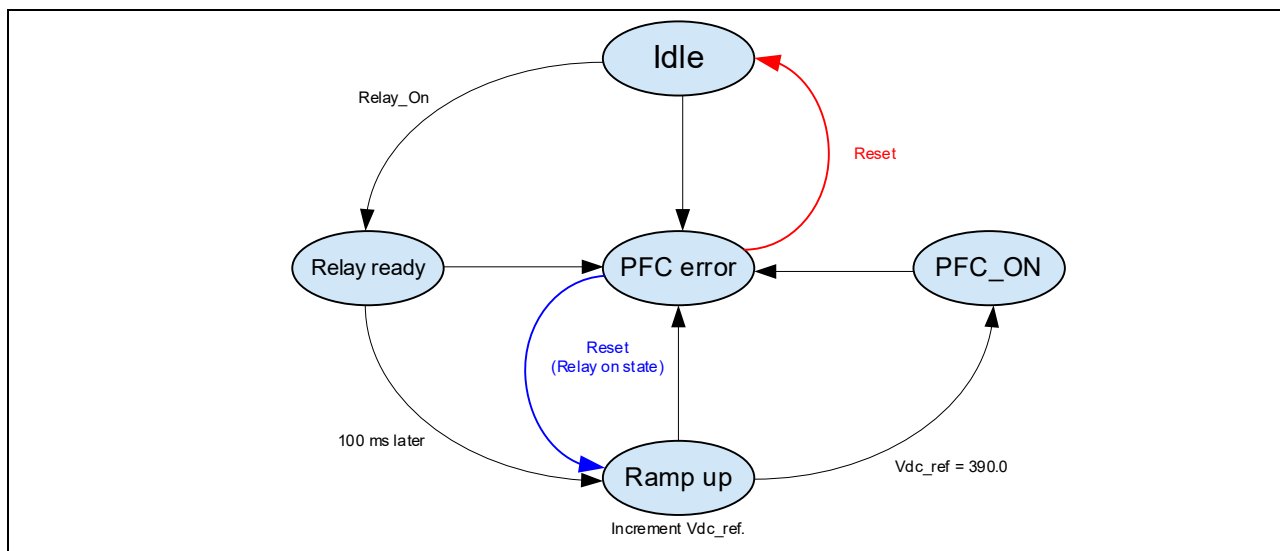 Idle
Relay_On
Reset
Relay ready
PFC error
PFC_ON
Reset
(Relay on state)
100 ms later
Ramp up
Vdc_ref = 390.0
Increment Vdc_ref.